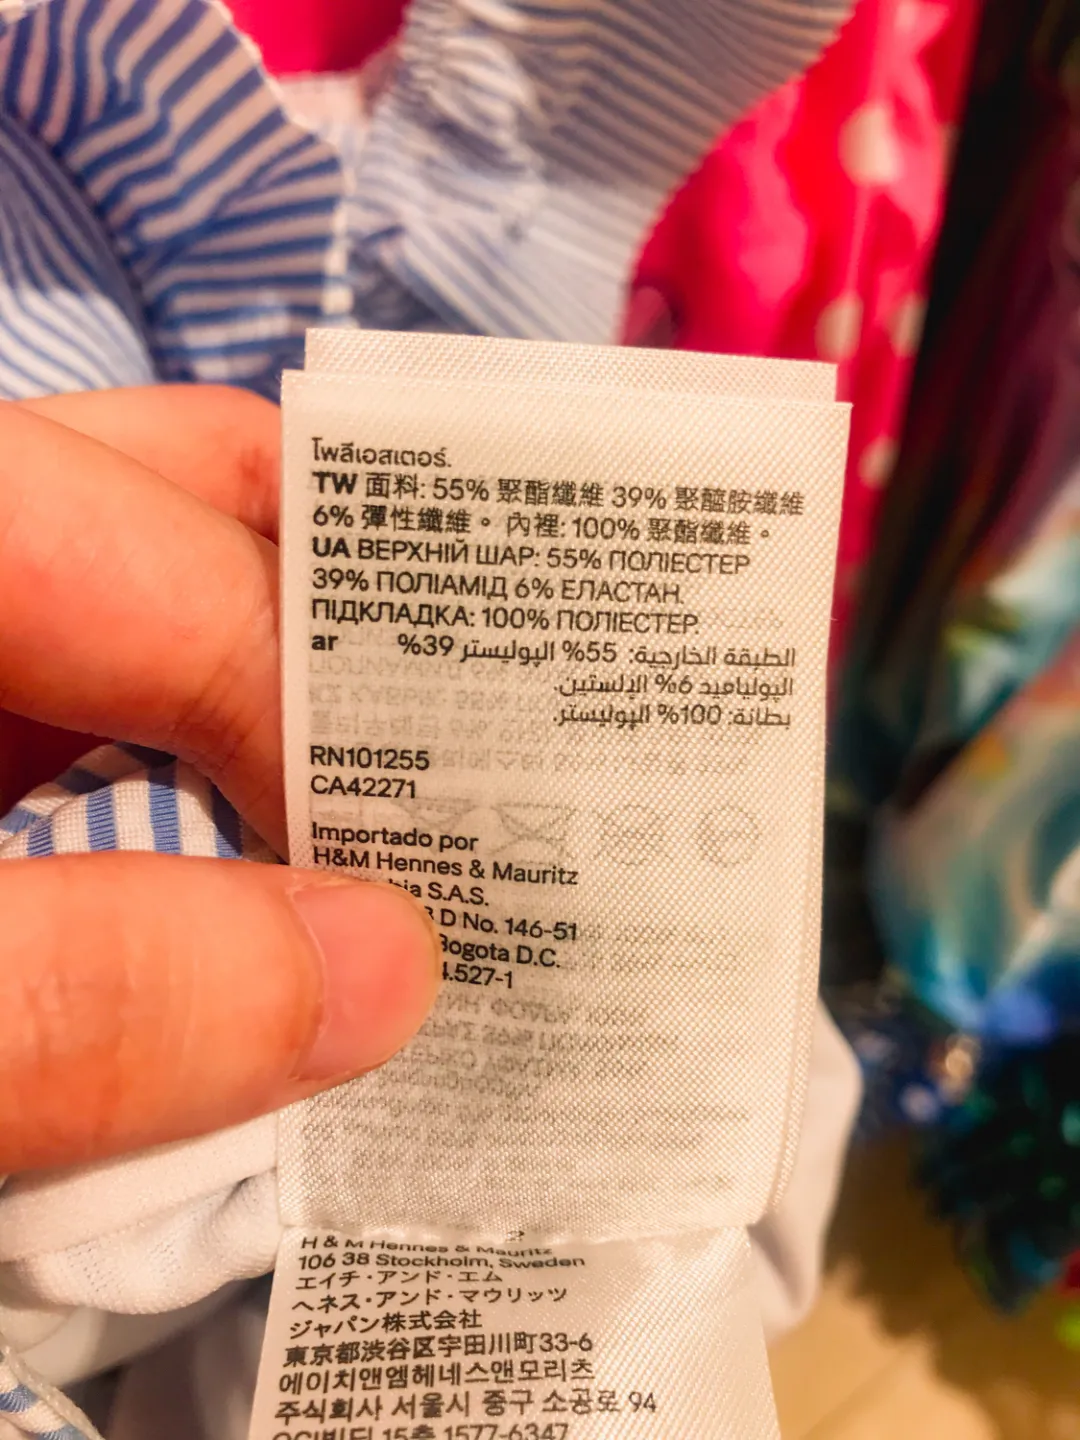 โพลีเอสเตอร์.
TW 面料: 55% 聚酯纖維 39% 聚醯胺纖維
6% 彈性纖維。 內裡: 100% 聚酯纖維。
UA ВЕРХНІЙ ШАР: 55% ПОЛІЕСТЕР
39% ПОЛІАМІД 6% ЕЛАСТАН.
ПІДКЛАДКА: 100% ПОЛІЕСТЕР.
ar الطبقة الخارجية: 55% البوليستر 39%
البولياميد 6% الإلستين.
بطانة: 100% البوليستر.
RN101255
CA42271
Importado por
H&M Hennes & Mauritz
S.A.S.
D No. 146-51
Bogota D.C.
.527-1
H & M Hennes & Mauritz
106 38 Stockholm, Sweden
エイチ・アンド・エム
ヘネス・アンド・マウリッツ
ジャパン株式会社
東京都渋谷区宇田川町33-6
에이치앤엠헤네스앤모리츠
주식회사 서울시 중구 소공로 94
15층 1577-6347